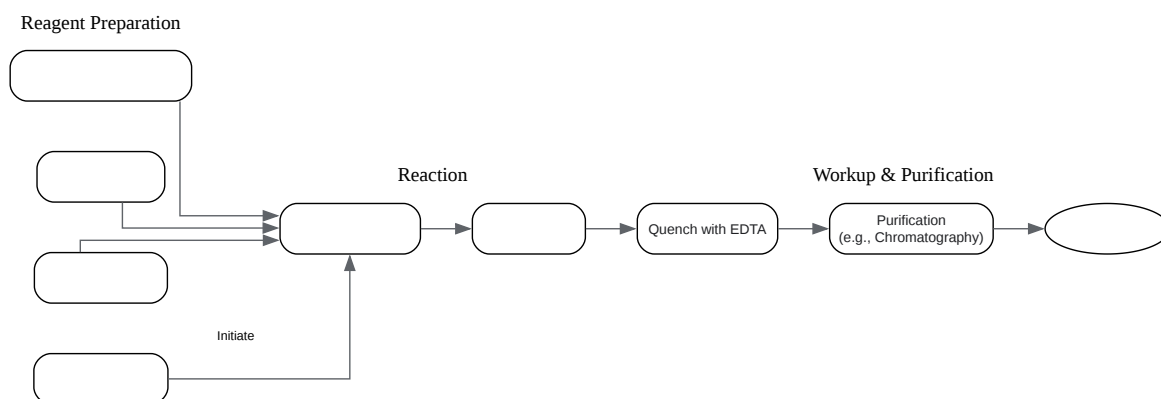 Reagent Preparation
Reaction
Workup & Purification
Quench with EDTA
Purification
(e.g., Chromatography)
Initiate